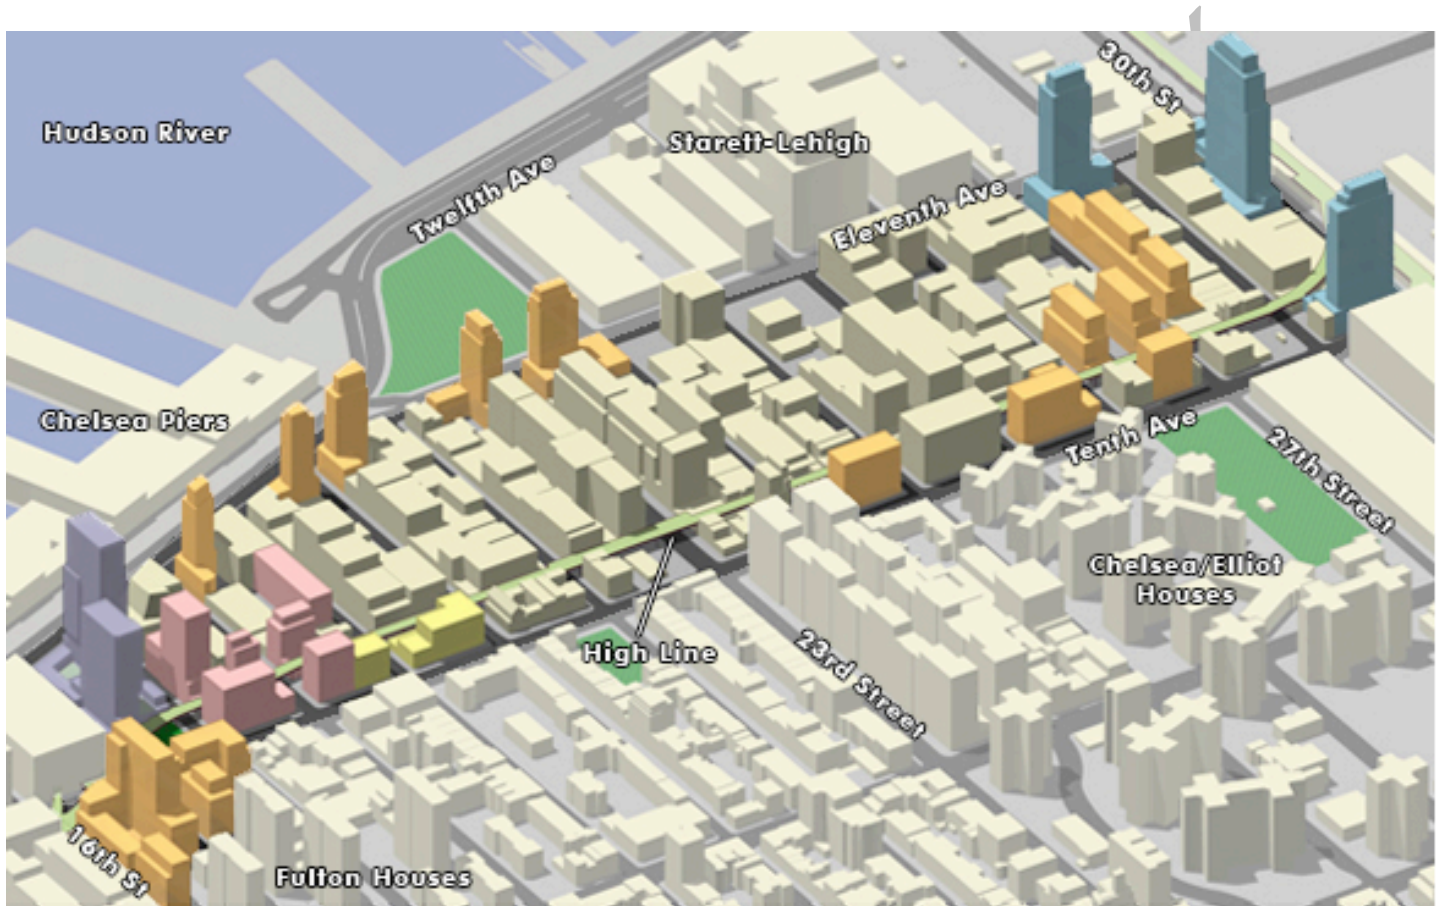 30th St
Hudson River
Starett-Lehigh
Twelfth Ave
Eleventh Ave
Chelsea Piers
Tenth Ave
27th Street
Chelsea/Elliot
Houses
High Line
23rd Street
16th St
Fulton Houses